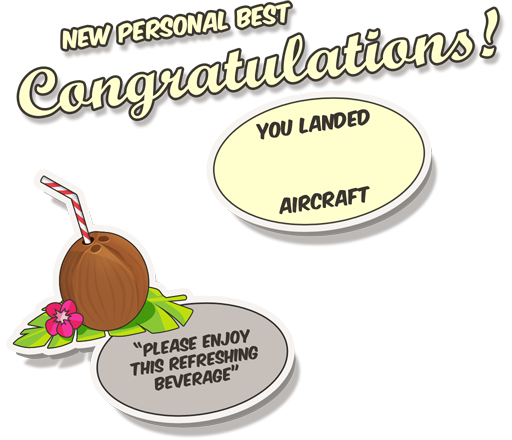 NEW PERSONAL BEST
Congratulations!
YOU LANDED
AIRCRAFT
"PLEASE ENJOY
THIS REFRESHING
BEVERAGE"